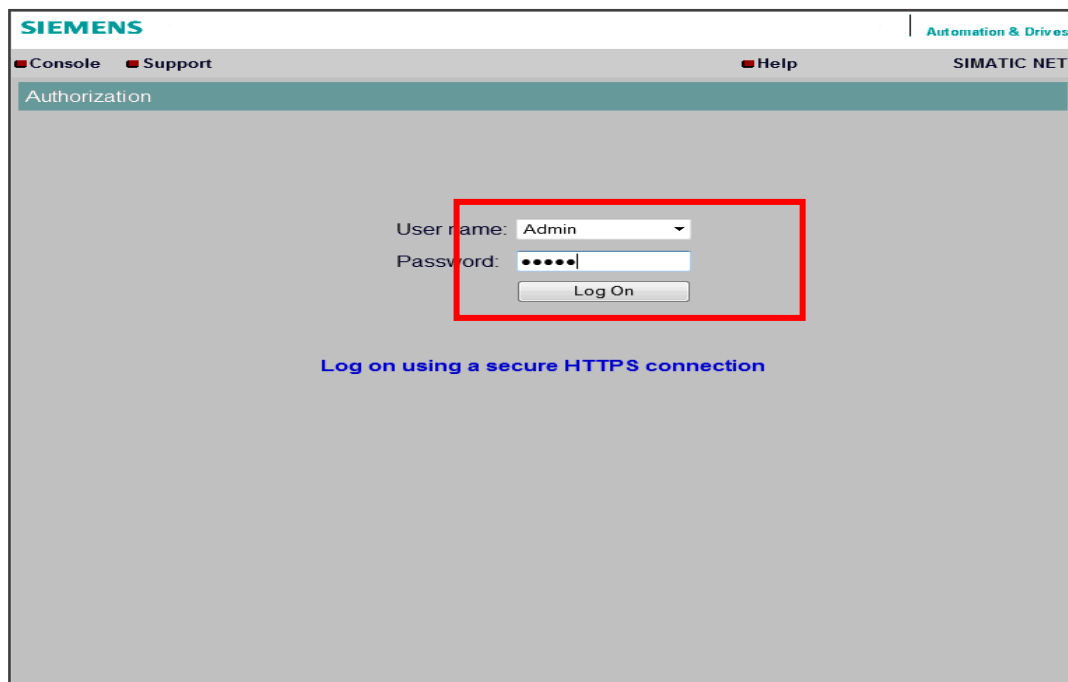 SIEMENS
Automation & Drives
Console Support Help SIMATIC NET
Authorization
User name: Admin
Password: •••••
Log On
Log on using a secure HTTPS connection